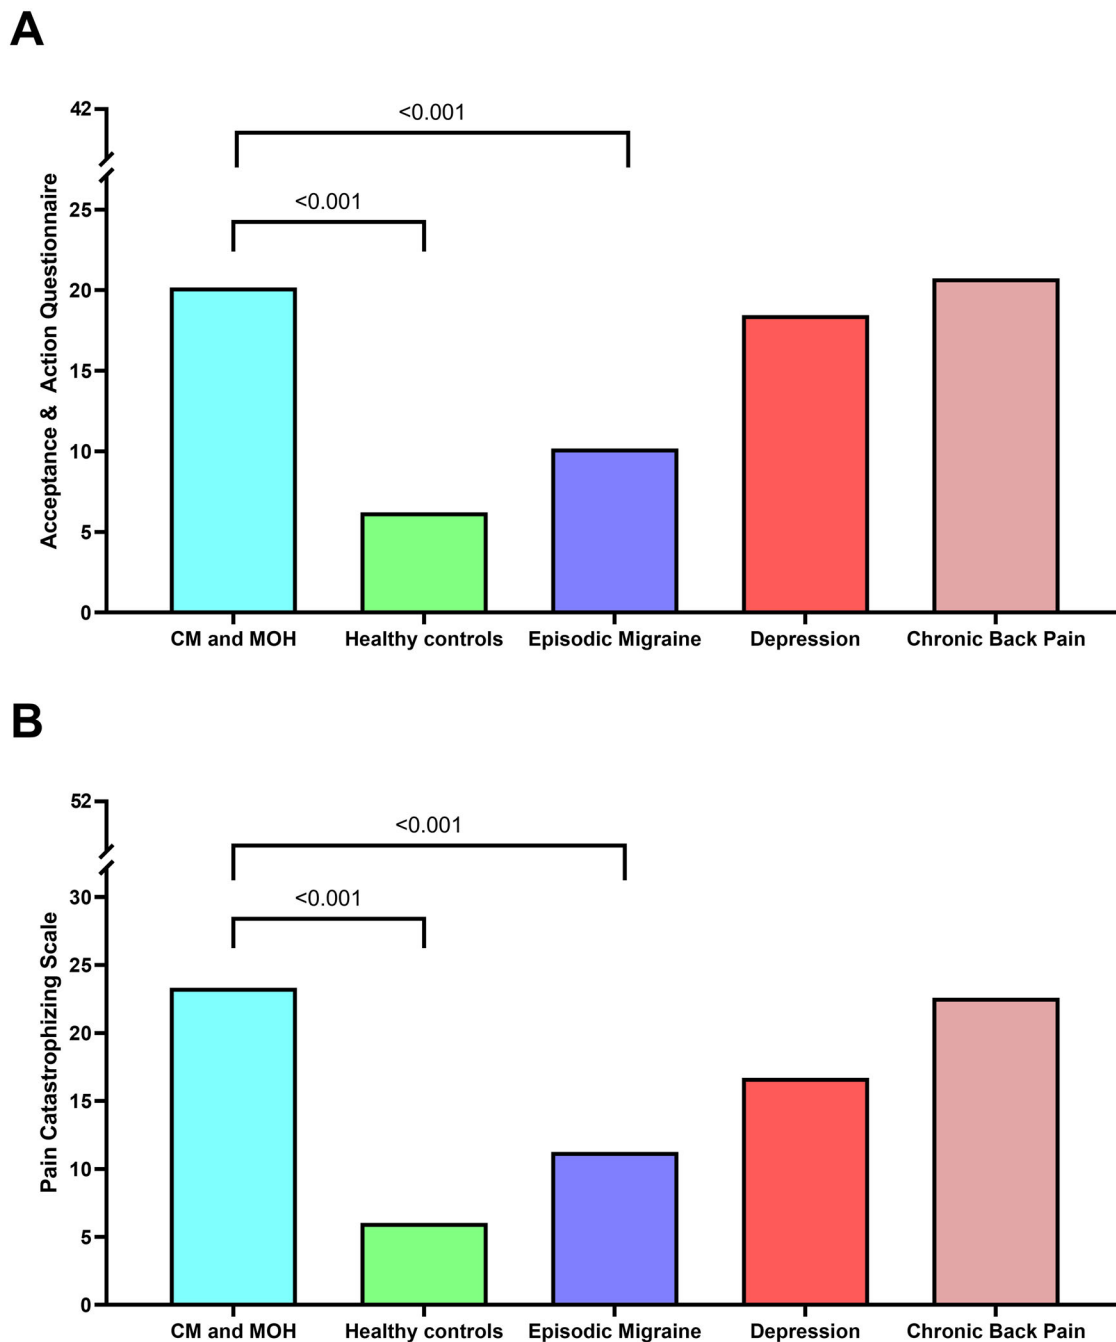 A
42
<0.001
<0.001
25
20
15
10
5
0
Acceptance & Action Questionnaire
CM and MOH
Healthy controls
Episodic Migraine
Depression
Chronic Back Pain
B
52
<0.001
<0.001
30
25
20
15
10
5
0
Pain Catastrophizing Scale
CM and MOH
Healthy controls
Episodic Migraine
Depression
Chronic Back Pain